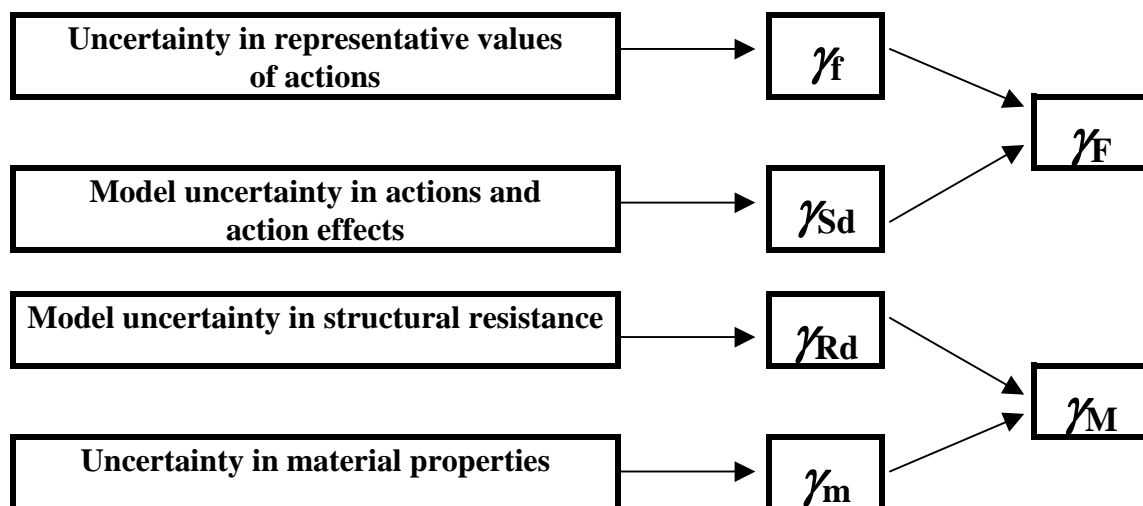 Uncertainty in representative values
of actions
γf
γF
Model uncertainty in actions and
action effects
γSd
Model uncertainty in structural resistance
γRd
γM
Uncertainty in material properties
γm